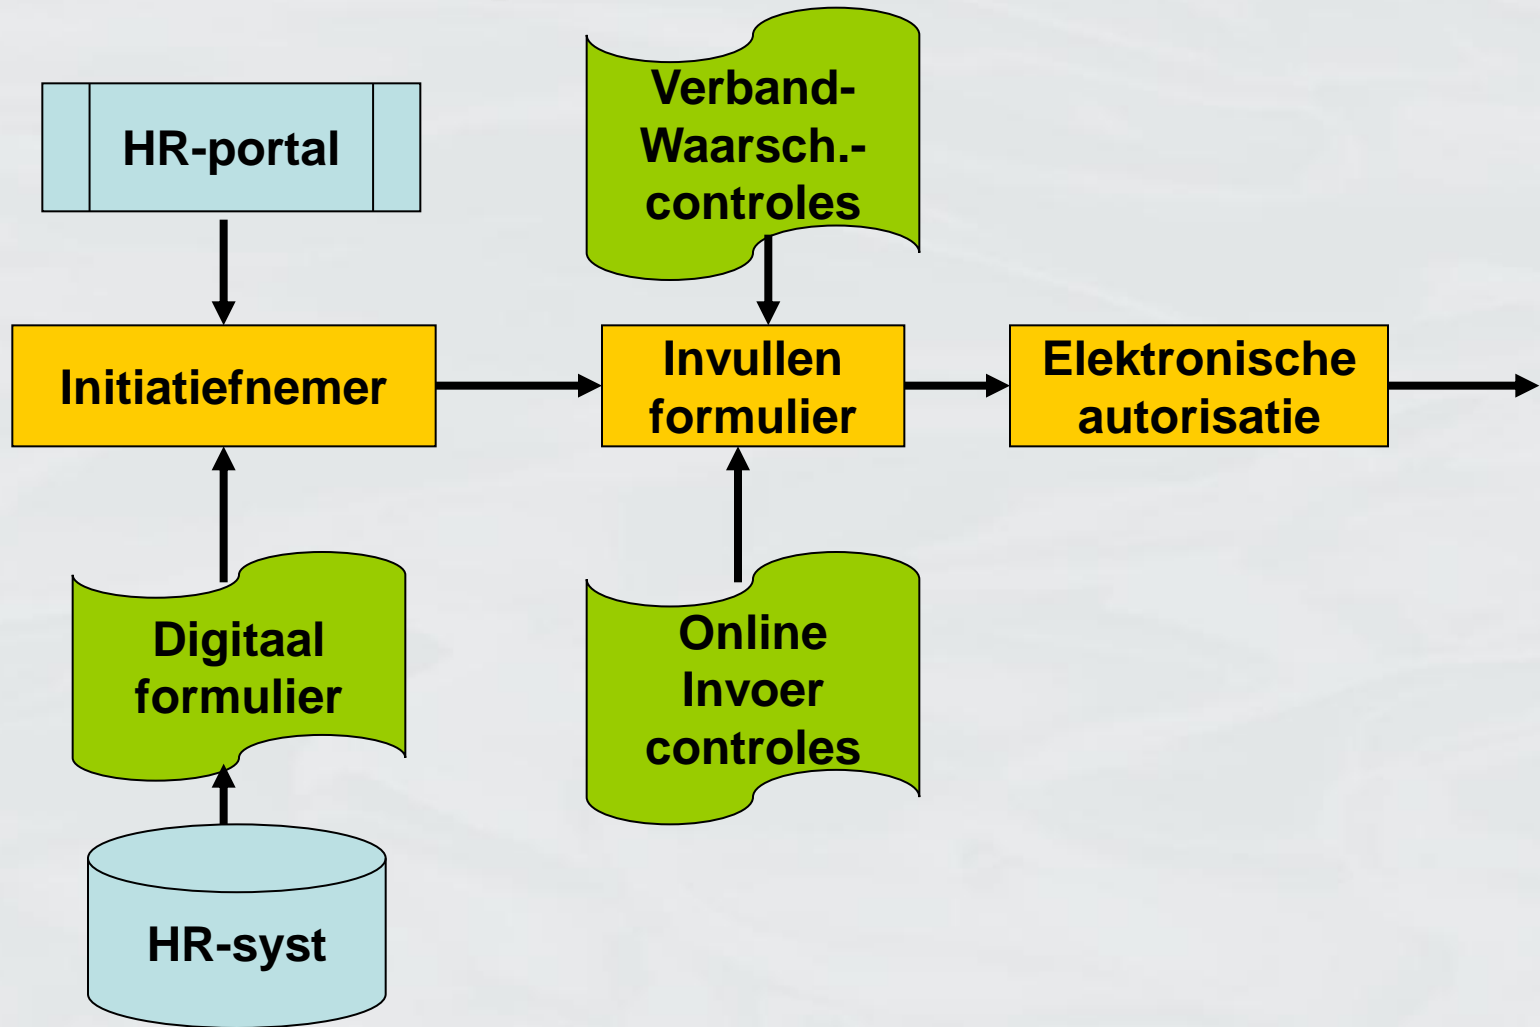 HR-portal
Verband-
Waarsch.-
controles
Initiatiefnemer
Invullen
formulier
Elektronische
autorisatie
Digitaal
formulier
Online
Invoer
controles
HR-syst